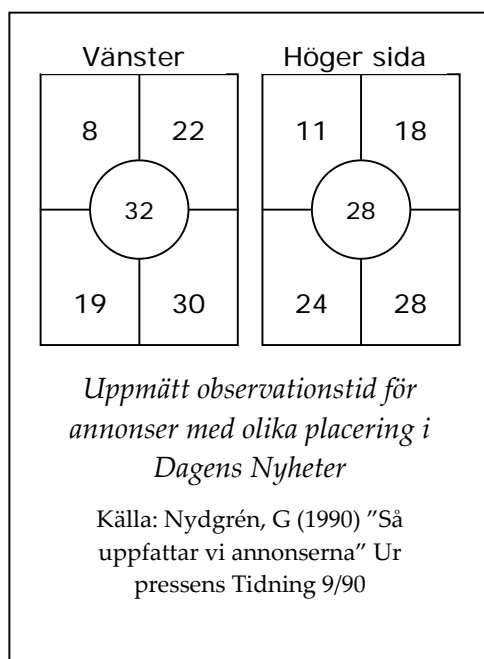 Vänster Höger sida
8 22 11 18
32 28
19 30 24 28
Uppmätt observationstid för
annonser med olika placering i
Dagens Nyheter
Källa: Nydgrén, G (1990) ”Så
uppfattar vi annonserna” Ur
pressens Tidning 9/90